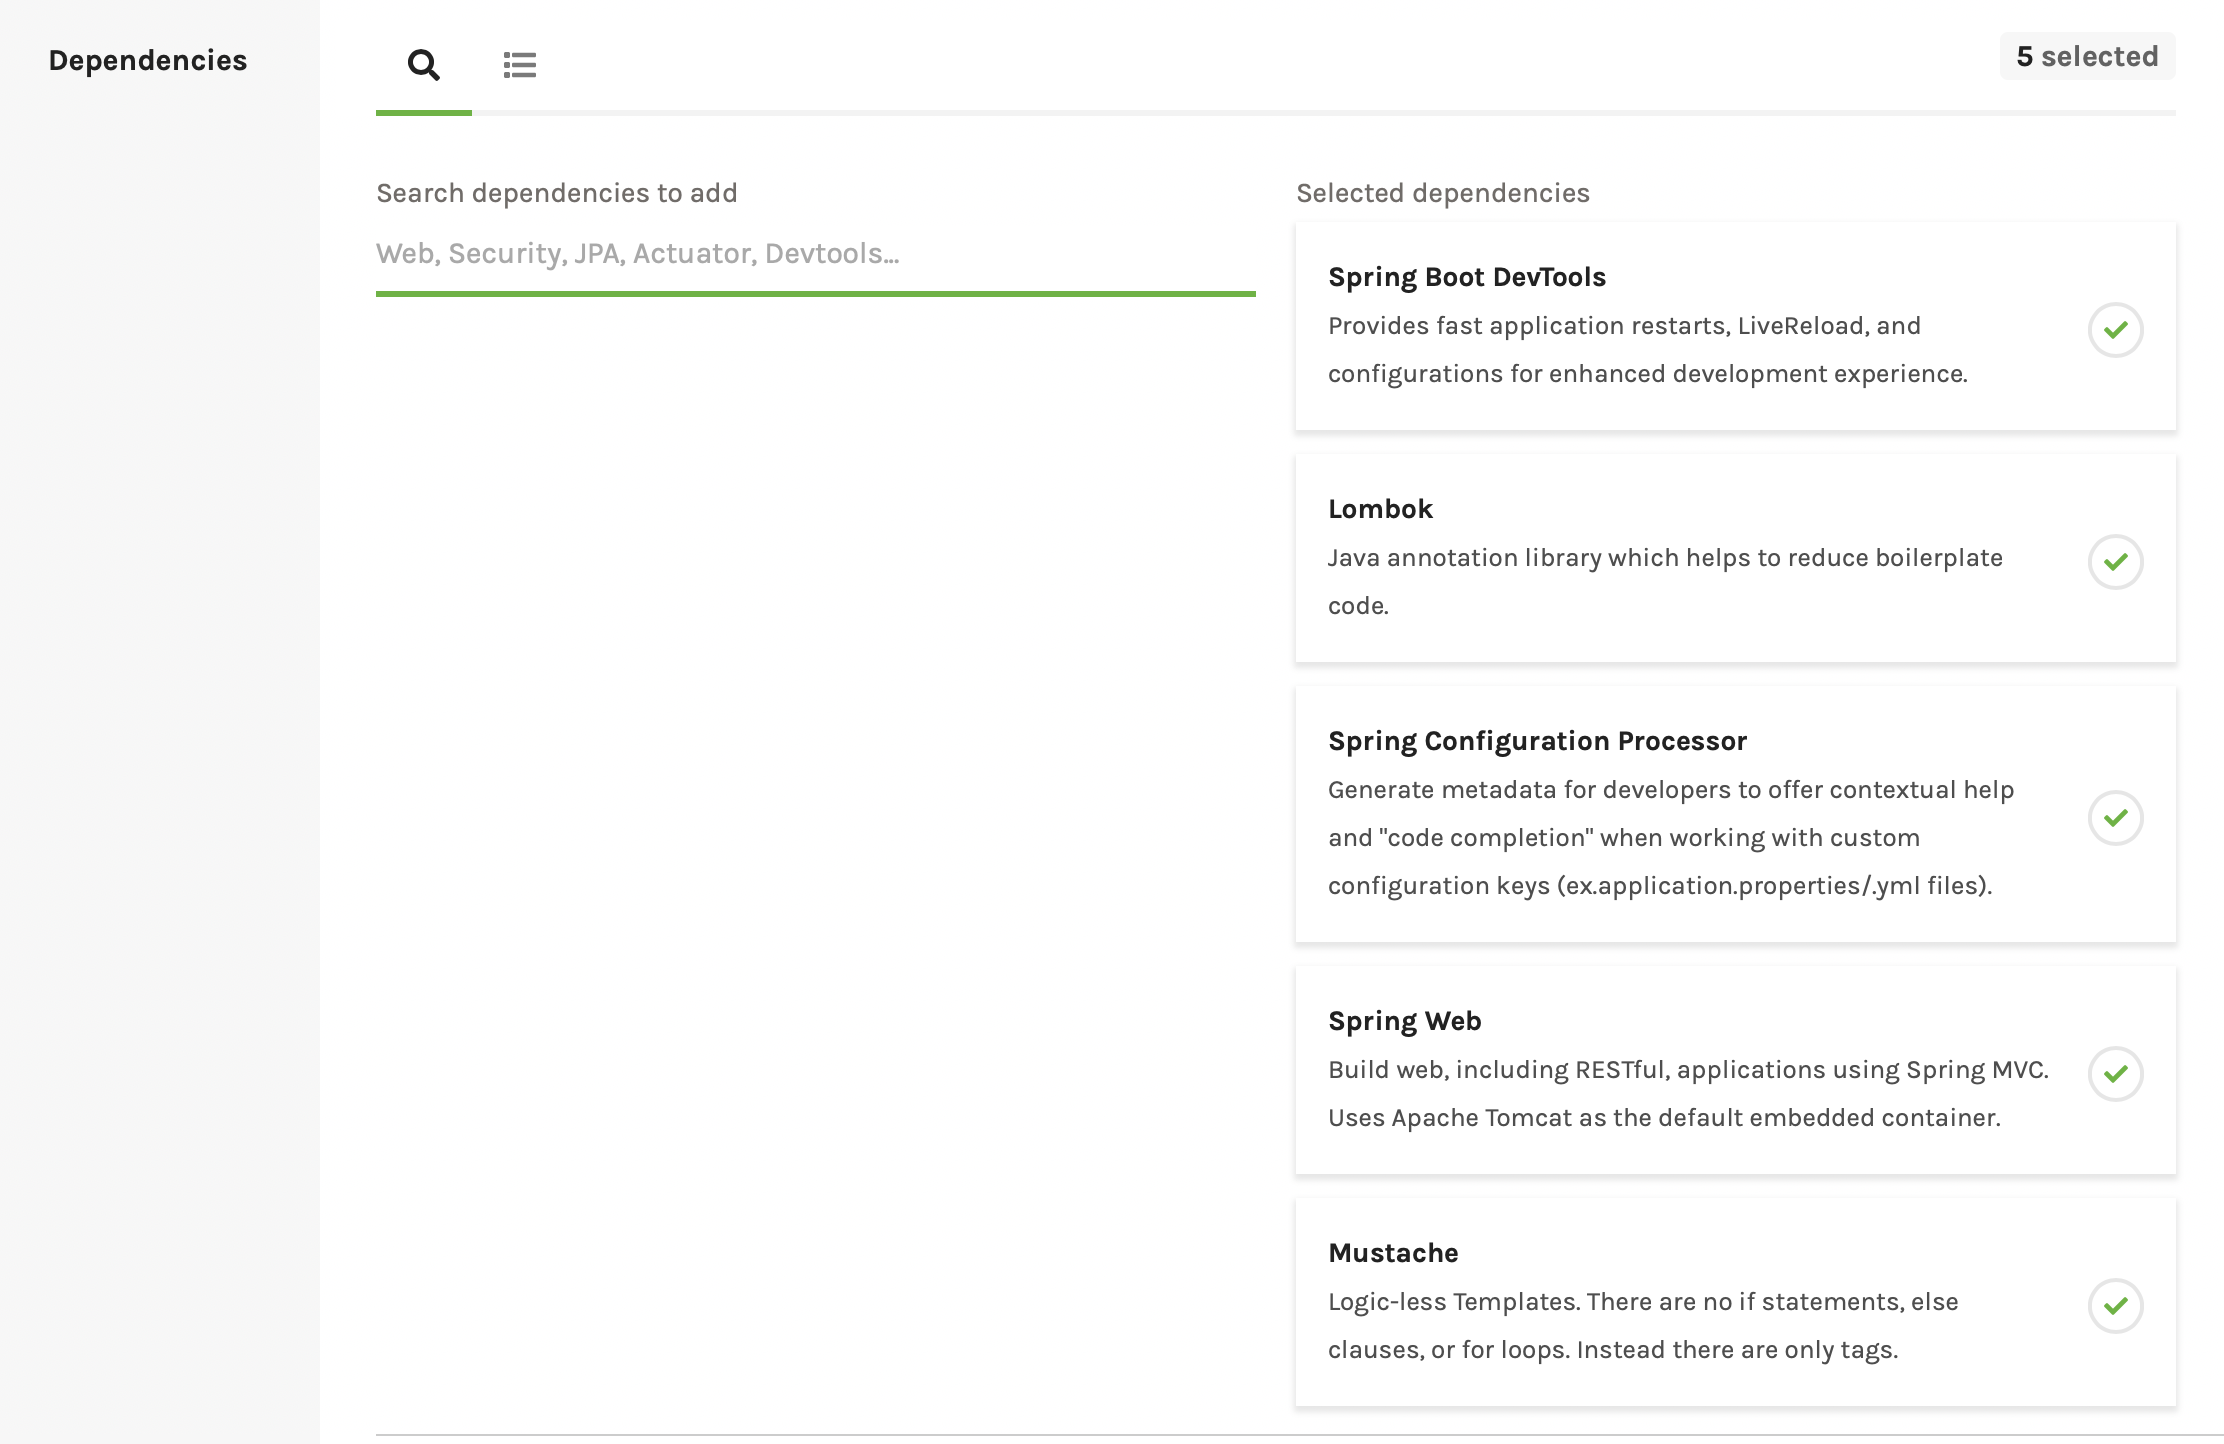 Dependencies
5 selected
Search dependencies to add
Web, Security, JPA, Actuator, Devtools...
Selected dependencies
Spring Boot DevTools
Provides fast application restarts, LiveReload, and
configurations for enhanced development experience.
Lombok
Java annotation library which helps to reduce boilerplate
code.
Spring Configuration Processor
Generate metadata for developers to offer contextual help
and "code completion" when working with custom
configuration keys (ex.application.properties/.yml files).
Spring Web
Build web, including RESTful, applications using Spring MVC.
Uses Apache Tomcat as the default embedded container.
Mustache
Logic-less Templates. There are no if statements, else
clauses, or for loops. Instead there are only tags.